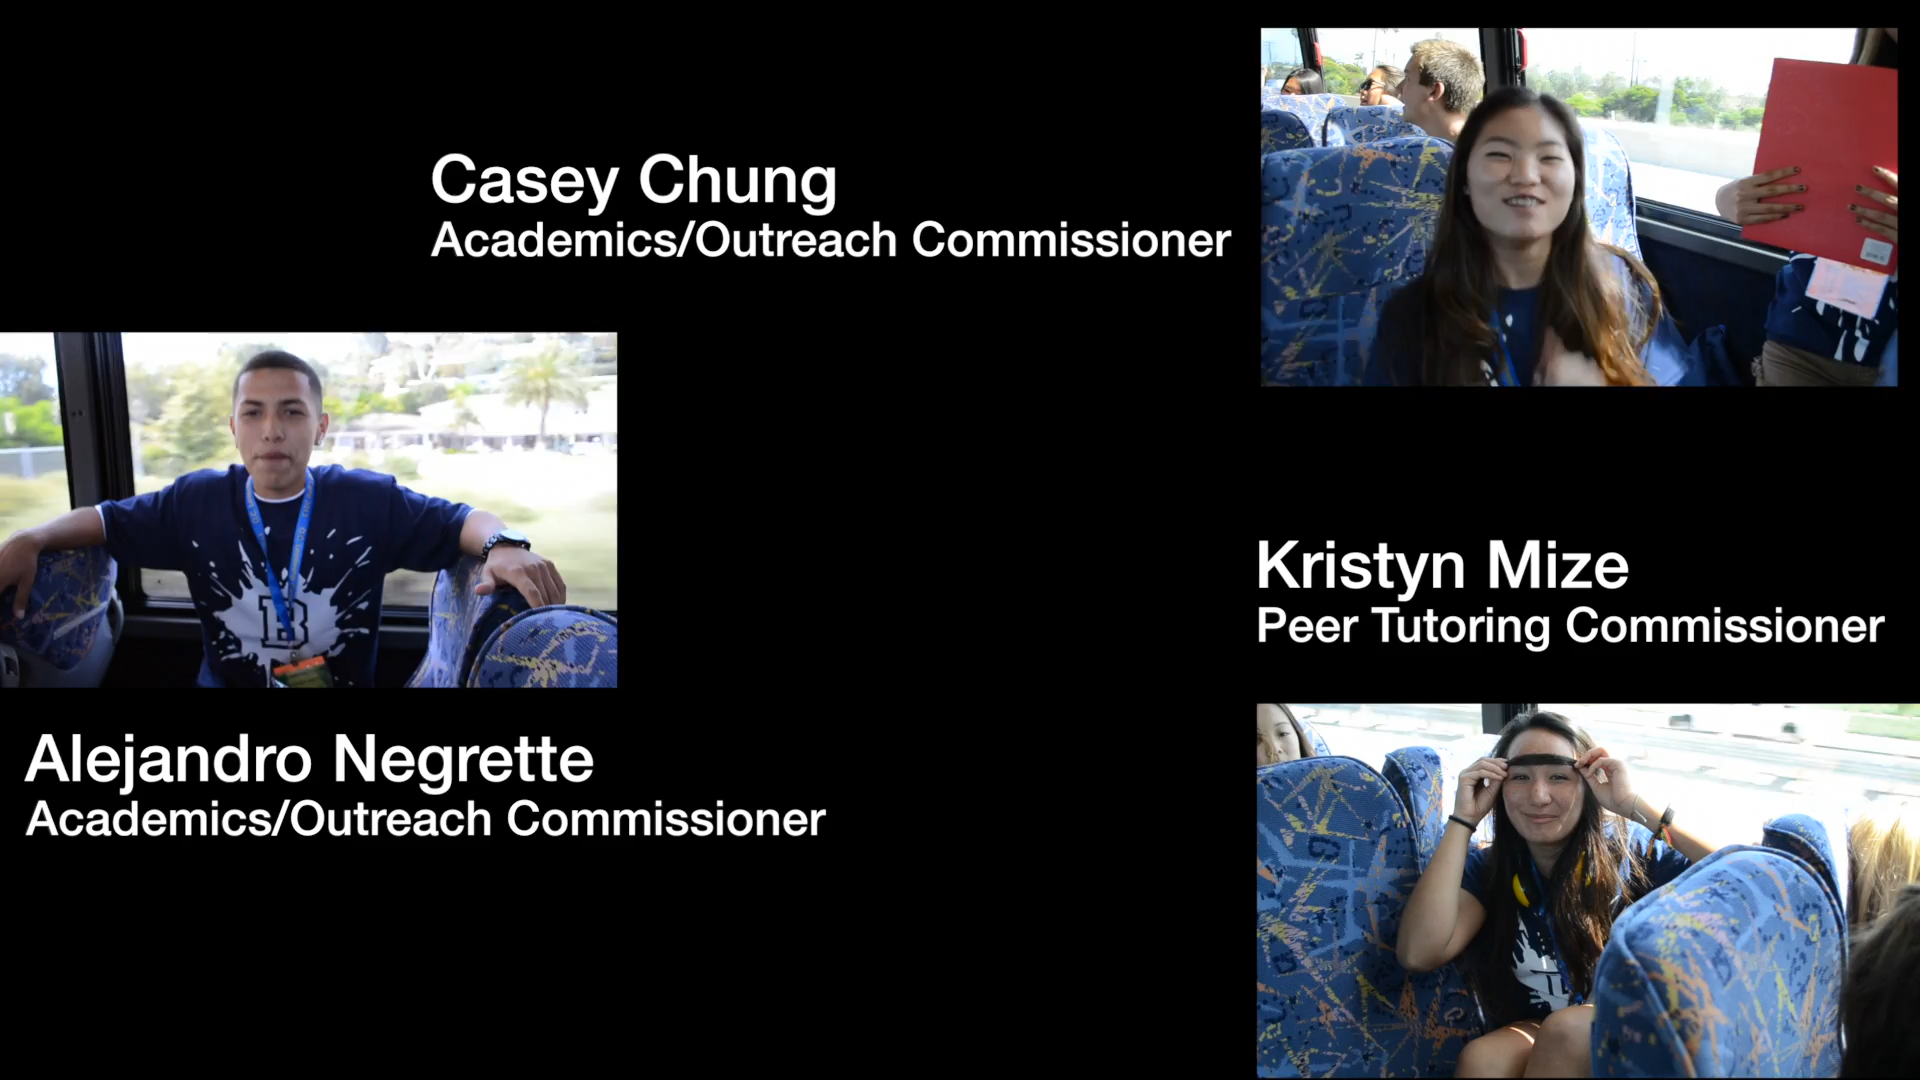 Casey Chung
Academics/Outreach Commissioner
Kristyn Mize
Peer Tutoring Commissioner
Alejandro Negrette
Academics/Outreach Commissioner
B